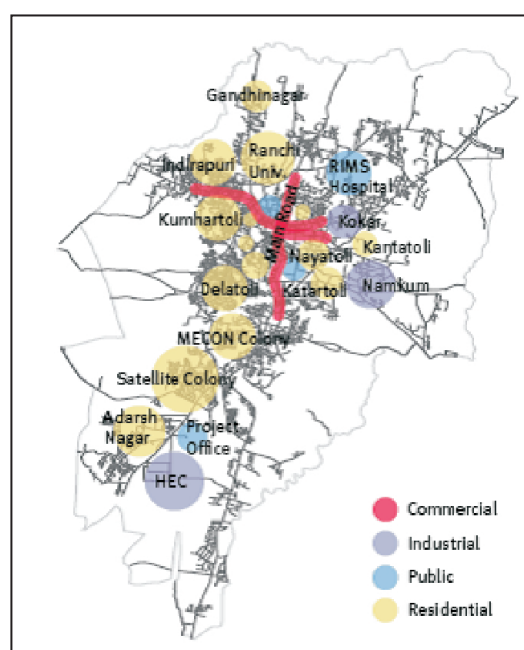 Gandhinagar
Indirapuri
Ranchi
Univ.
RIMS
Hospital
Kumhartoli
Main Road
Kokar
Kantatoli
Nayatoli
Delatoli
Katartoli
Namkum
MECON Colony
Satellite Colony
Adarsh
Nagar
Project
Office
HEC
Commercial
Industrial
Public
Residential